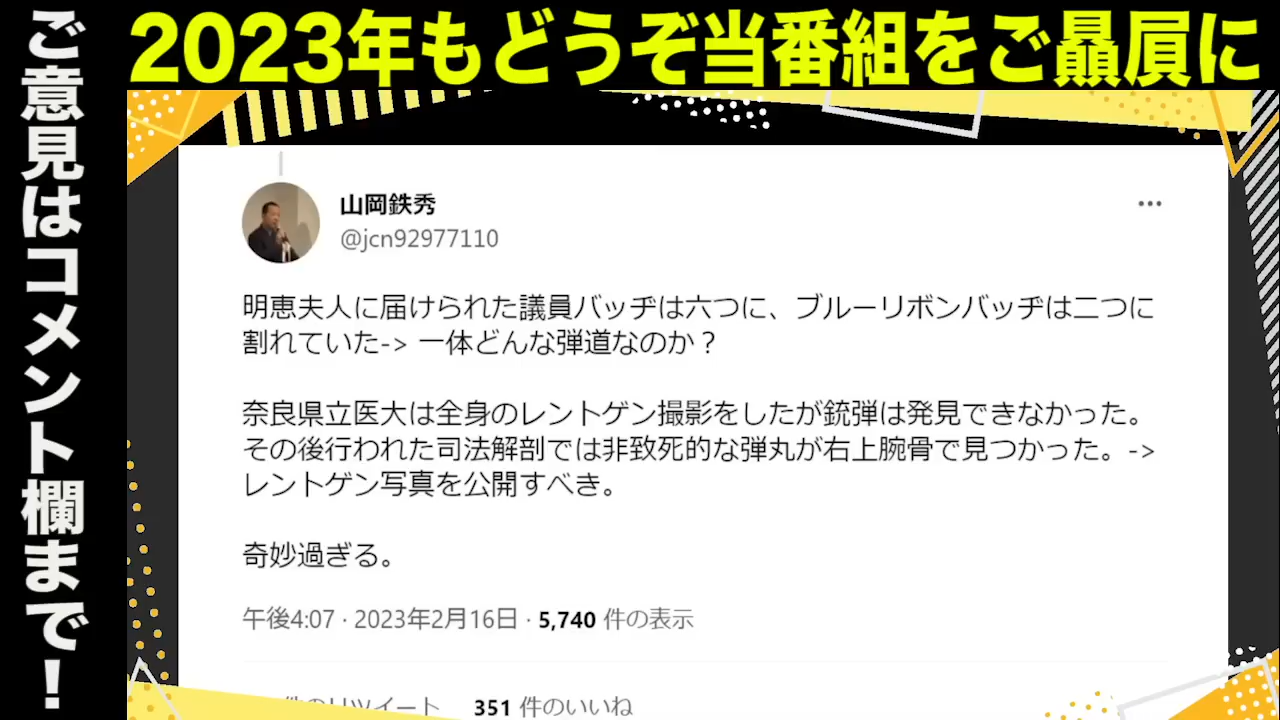 2023年もどうぞ当番組をご贔屓に
ご意見はコメント欄まで!
山岡鉄秀
@jcn92977110
明恵夫人に届けられた議員バッヂは六つに、ブルーリボンバッヂは二つに
割れていた-> 一体どんな弾道なのか？
奈良県立医大は全身のレントゲン撮影をしたが銃弾は発見できなかった。
その後行われた司法解剖では非致死的な弾丸が右上腕骨で見つかった。->
レントゲン写真を公開すべき。
奇妙過ぎる。
午後4:07 · 2023年2月16日 · 5,740 件の表示
件のリツイート 351 件のいいね